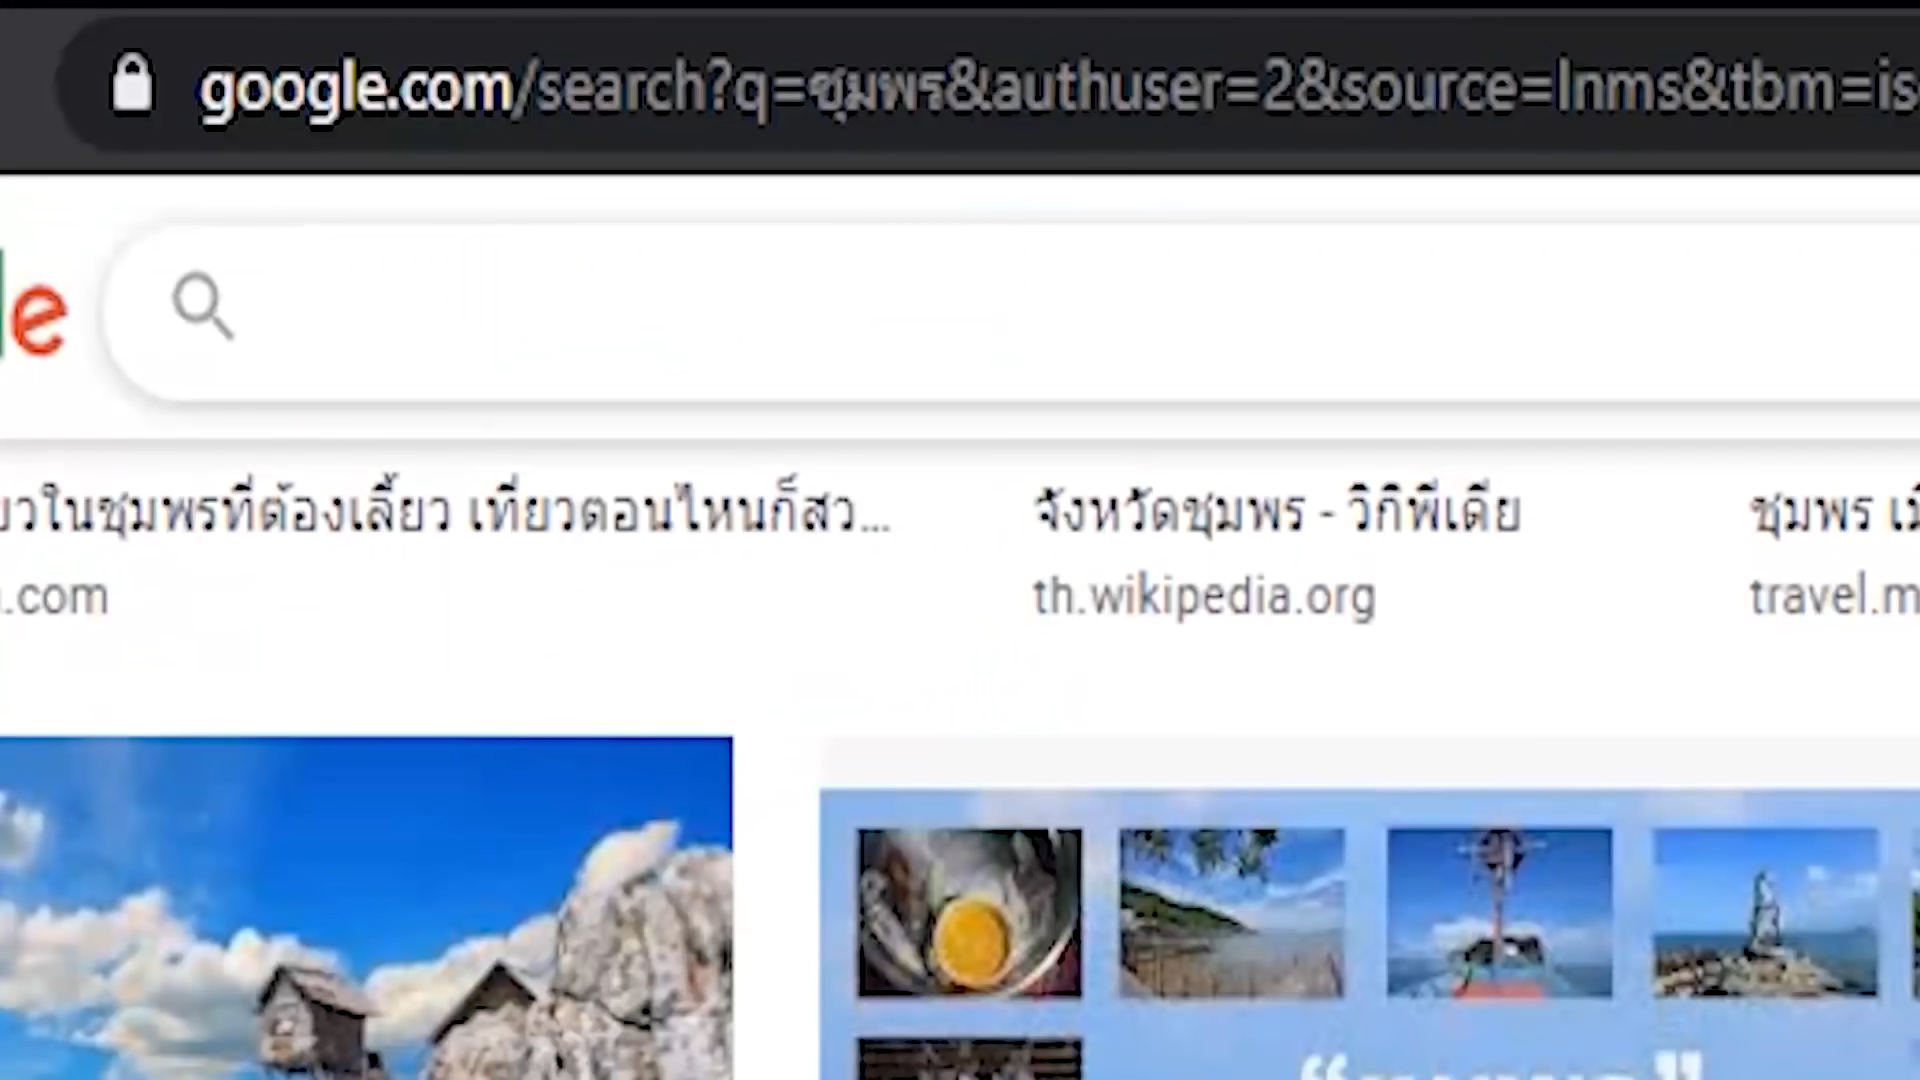 google.com/search?q=ชุมพร&authuser=2&source=lnms&tbm=is
le
ยวในชุมพรที่ต้องเลี้ยว เที่ยวตอนไหนก็สว...
จังหวัดชุมพร - วิกิพีเดีย
ชุมพร เมื
.com
th.wikipedia.org
travel.m